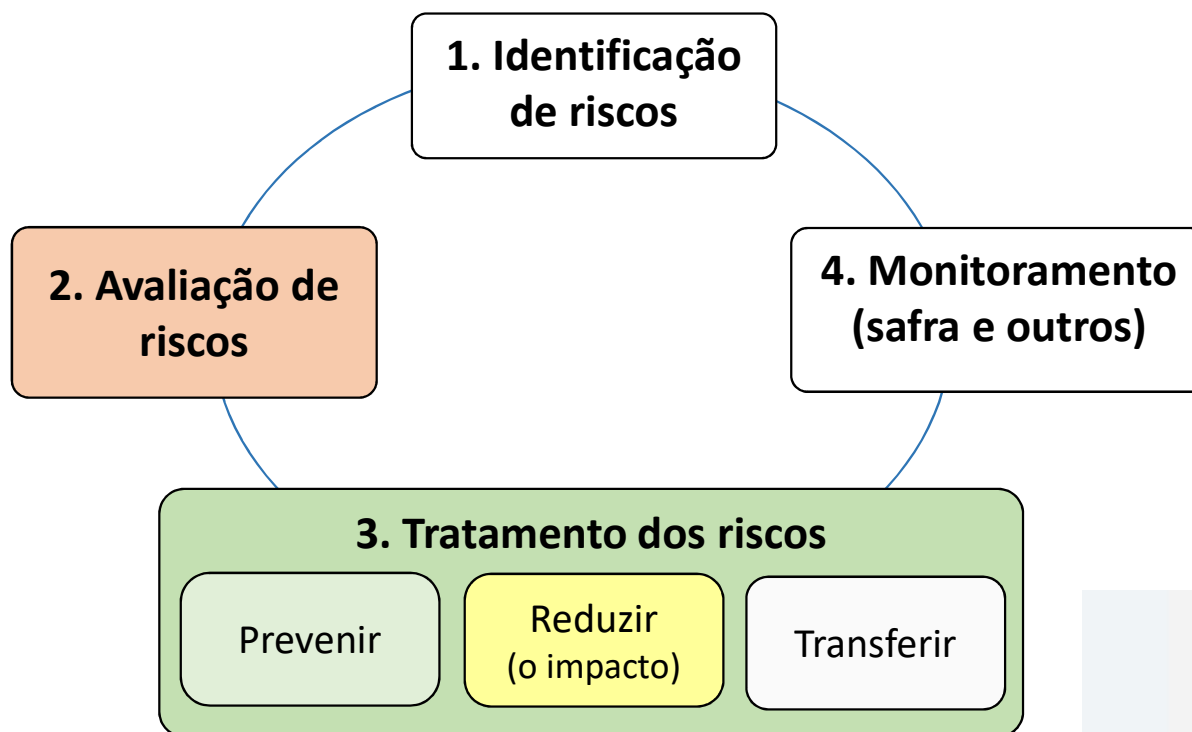 1. Identificação
de riscos
2. Avaliação de
riscos
4. Monitoramento
(safra e outros)
3. Tratamento dos riscos
Prevenir
Reduzir
(o impacto)
Transferir